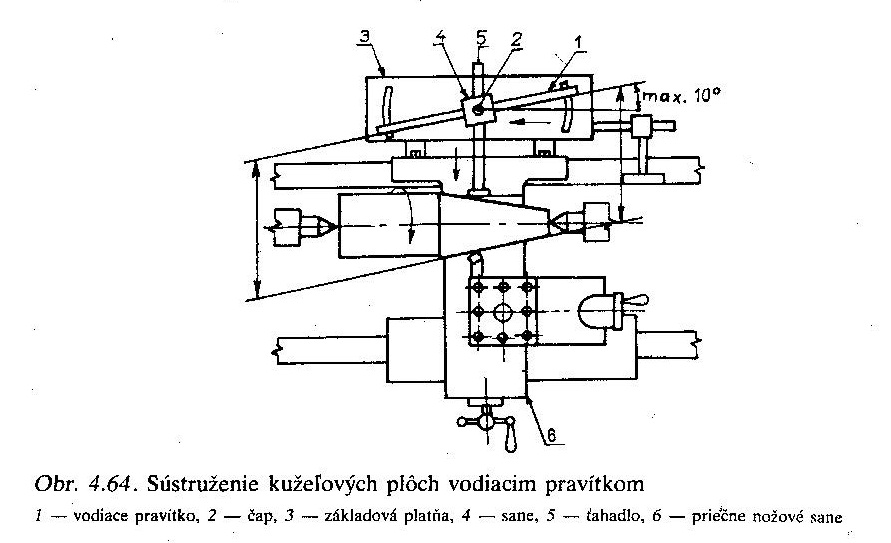 3 4 5 2 1
max. 10°
6
Obr. 4.64. Sústruženie kužeľových plôch vodiacim pravítkom
1 — vodiace pravítko, 2 — čap, 3 — základová platňa, 4 — sane, 5 — ťahadlo, 6 — priečne nožové sane